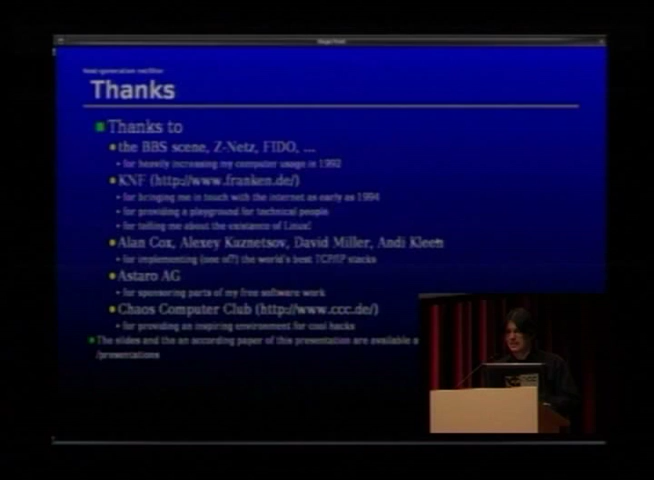 Thanks
Thanks to
the BBS scene, Z-Netz, FIDO, ...
for heavily increasing my computer usage in 1992
KNF (http://www.franken.de/)
for bringing me in touch with the internet as early as 1994
for providing a playground for technical people
for telling me about the existence of Linux!
Alan Cox, Alexey Kuznetsov, David Miller, Andi Kleen
for implementing (one of?) the world's best TCP/IP stacks
Astaro AG
for sponsoring parts of my free software work
Chaos Computer Club (http://www.ccc.de/)
for providing an inspiring environment for cool hacks
The slides and the an according paper of this presentation are available
/presentations